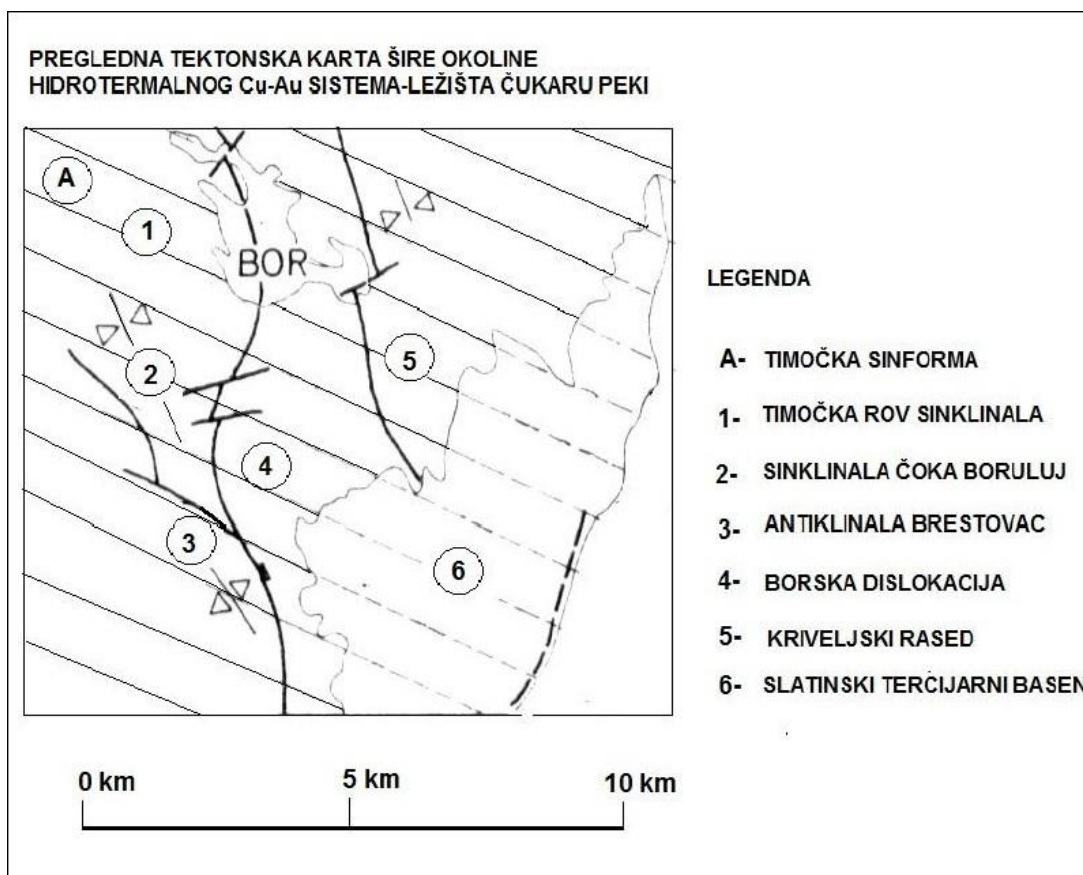 PREGLEDNA TEKTONSKA KARTA ŠIRE OKOLINE
HIDROTERMALNOG Cu-Au SISTEMA-LEŽIŠTA ČUKARU PEKI
A
1
BOR
2
5
4
3
6
LEGENDA
A- TIMOČKA SINFORMA
1- TIMOČKA ROV SINKLINALA
2- SINKLINALA ČOKA BORULUJ
3- ANTIKLINALA BRESTOVAC
4- BORSKA DISLOKACIJA
5- KRIVELJSKI RASED
6- SLATINSKI TERCIJARNI BASEN
0 km 5 km 10 km